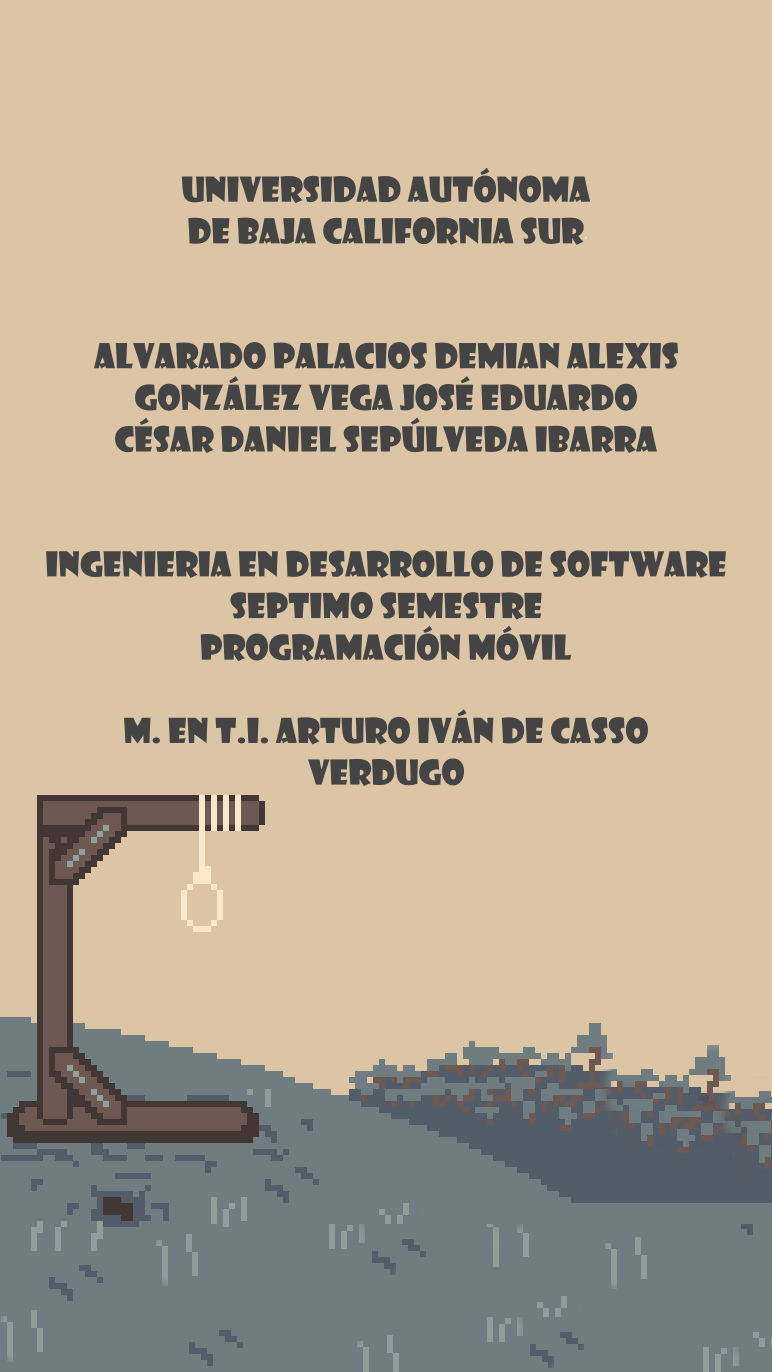 UNIVERSIDAD AUTÓNOMA
DE BAJA CALIFORNIA SUR
ALVARADO PALACIOS DEMIAN ALEXIS
GONZÁLEZ VEGA JOSÉ EDUARDO
CÉSAR DANIEL SEPÚLVEDA IBARRA
INGENIERIA EN DESARROLLO DE SOFTWARE
SEPTIMO SEMESTRE
PROGRAMACIÓN MÓVIL
M. EN T.I. ARTURO IVÁN DE CASSO
VERDUGO